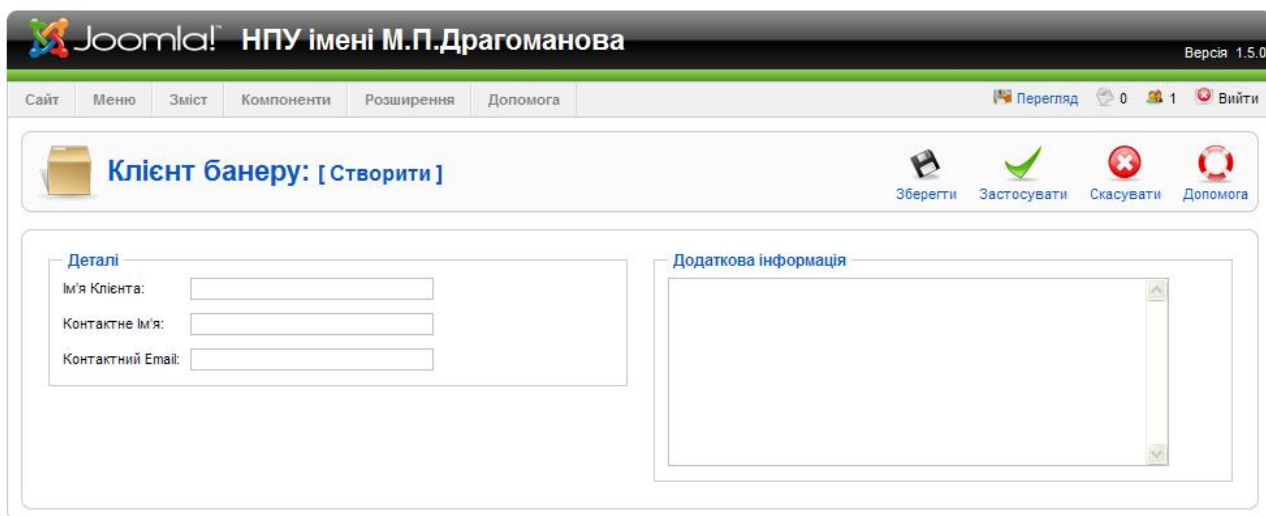 Joomla! НПУ імені М.П.Драгоманова
Версія 1.5.0
Сайт Меню Зміст Компоненти Розширення Допомога Перегляд 0 1 Вийти
Клієнт банеру: [ Створити ]
Зберегти Застосувати Скасувати Допомога
Деталі
Ім'я Клієнта:
Контактне Ім'я:
Контактний Email:
Додаткова інформація